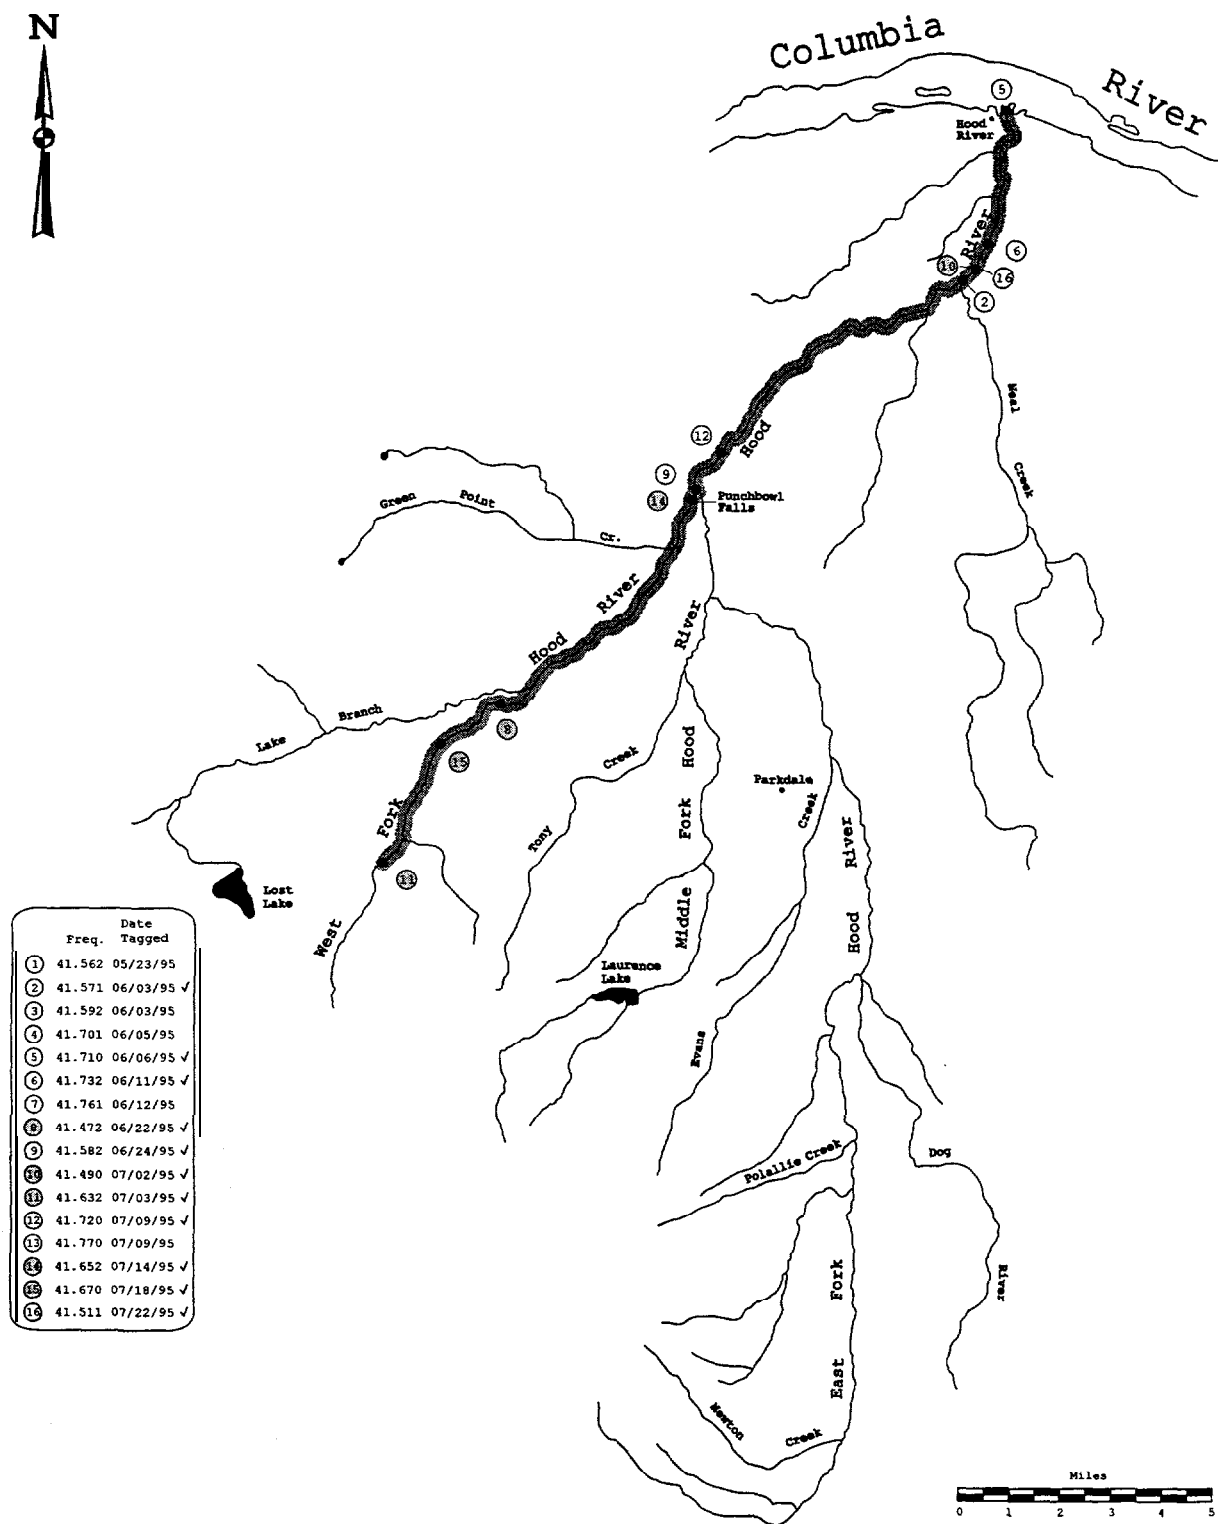 N
Columbia
River
5
Hood
River
River
6
10
16
2
Neal
Creek
12
Hood
9
14
Punchbowl
Falls
Green
Point
Cr.
River
Hood
River
Branch
Lake
8
15
Fork
11
Lost
Lake
West
Creek
Tony
Hood
Fork
Middle
Parkdale
Creek
River
Hood
Laurence
Lake
Evans
Polallie Creek
Dog
River
Fork
East
Newton
Creek
Date
Freq. Tagged
1 41.562 05/23/95
2 41.571 06/03/95 ✓
3 41.592 06/03/95
4 41.701 06/05/95
5 41.710 06/06/95 ✓
6 41.732 06/11/95 ✓
7 41.761 06/12/95
8 41.472 06/22/95 ✓
9 41.582 06/24/95 ✓
10 41.490 07/02/95 ✓
11 41.632 07/03/95 ✓
12 41.720 07/09/95 ✓
13 41.770 07/09/95
14 41.652 07/14/95 ✓
15 41.670 07/18/95 ✓
16 41.511 07/22/95 ✓
Miles
0 1 2 3 4 5